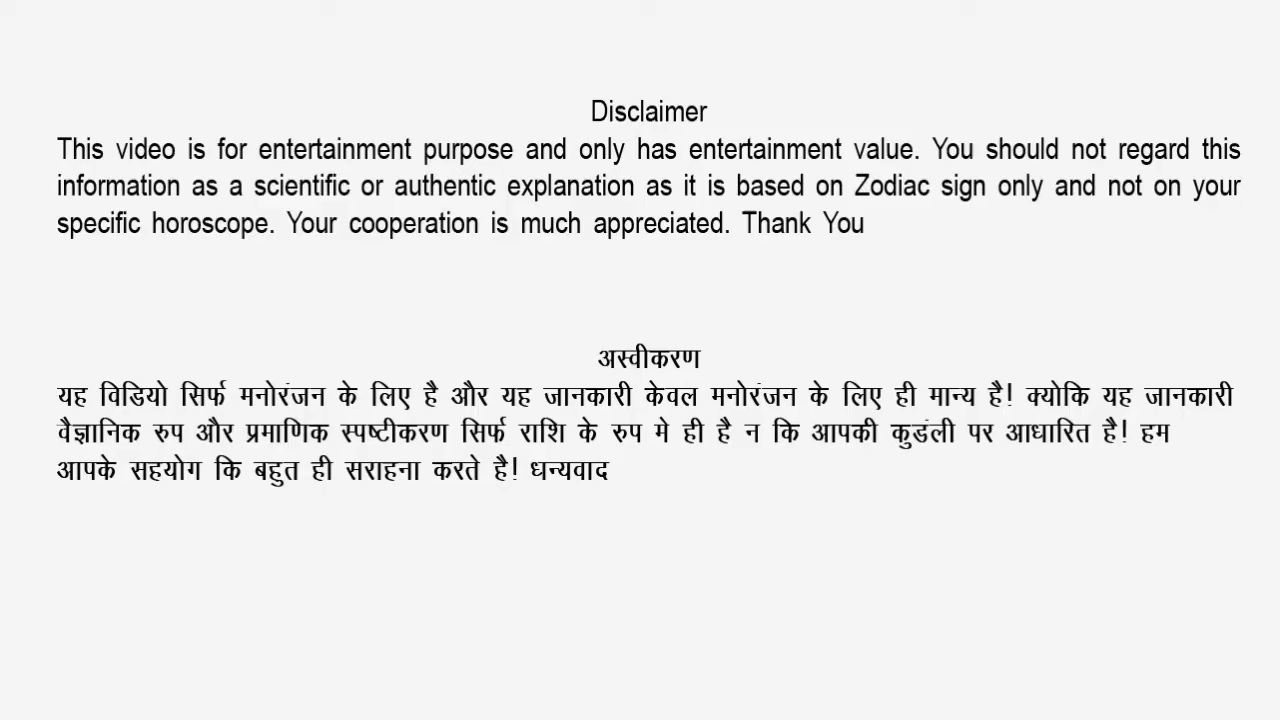 Disclaimer
This video is for entertainment purpose and only has entertainment value. You should not regard this
information as a scientific or authentic explanation as it is based on Zodiac sign only and not on your
specific horoscope. Your cooperation is much appreciated. Thank You
अस्वीकरण
यह विडियो सिर्फ मनोरंजन के लिए है और यह जानकारी केवल मनोरंजन के लिए ही मान्य है! क्योकि यह जानकारी
वैज्ञानिक रुप और प्रमाणिक स्पष्टीकरण सिर्फ राशि के रुप मे ही है न कि आपकी कुडंली पर आधारित है! हम
आपके सहयोग कि बहुत ही सराहना करते है! धन्यवाद